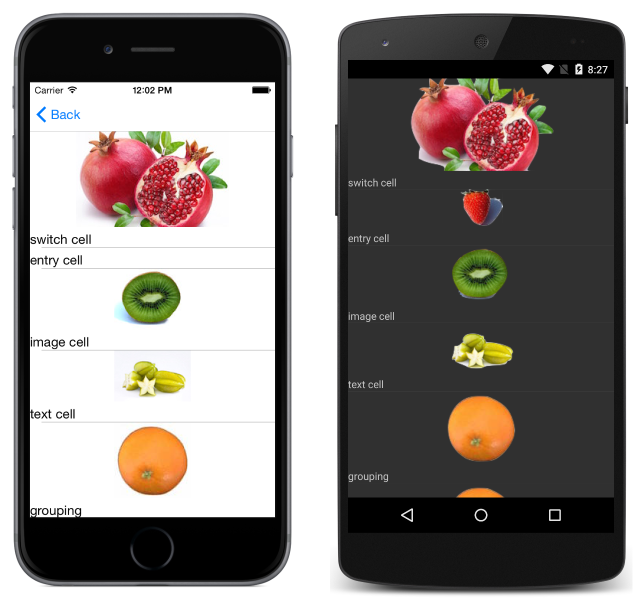 Carrier 12:02 PM
Back
switch cell
entry cell
image cell
text cell
grouping
8:27
switch cell
entry cell
image cell
text cell
grouping